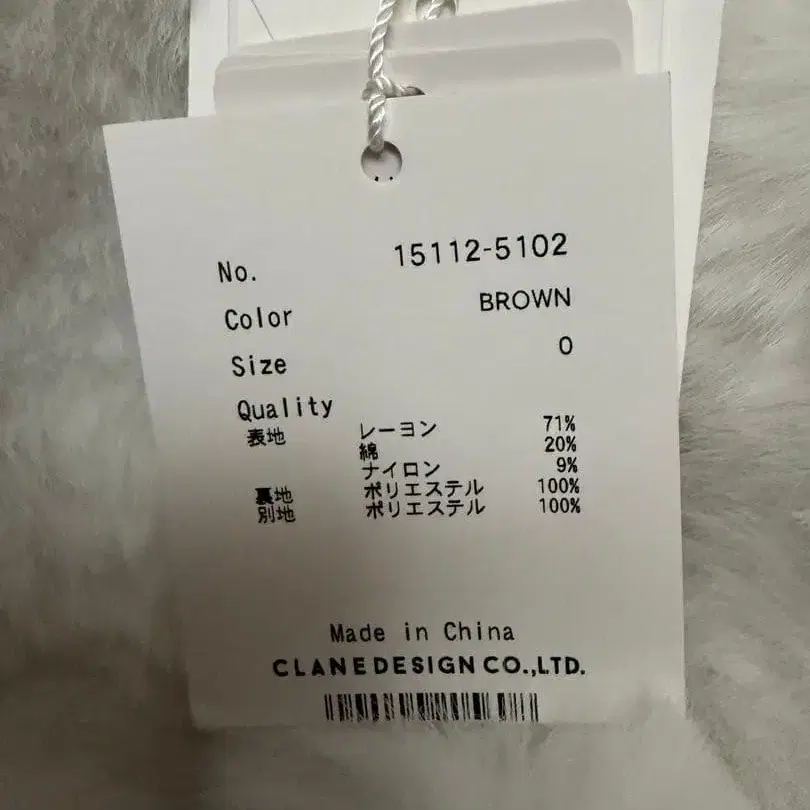 No. 15112-5102
Color BROWN
Size 0
Quality
表地 レーヨン 71%
綿 20%
ナイロン 9%
裏地 ポリエステル 100%
別地 ポリエステル 100%
Made in China
CLANE DESIGN CO.,LTD.